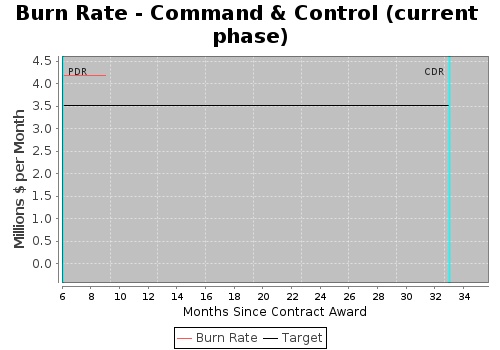 Burn Rate - Command & Control (current
phase)
Millions $ per Month
4.5
4.0
3.5
3.0
2.5
2.0
1.5
1.0
0.5
0.0
PDR
CDR
6 8 10 12 14 16 18 20 22 24 26 28 30 32 34
Months Since Contract Award
Burn Rate Target